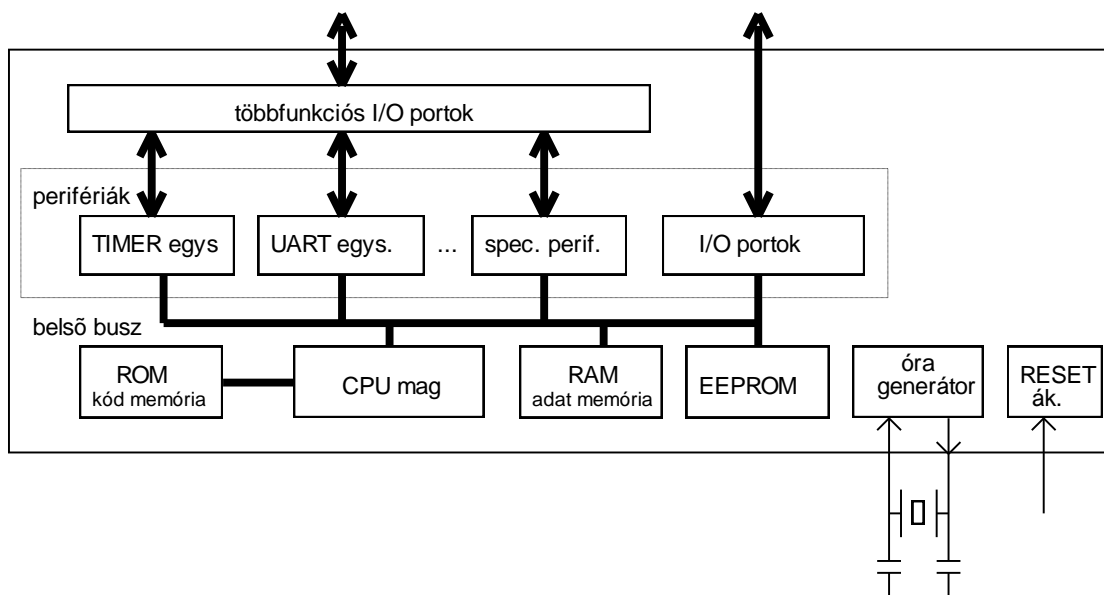 többfunkciós I/O portok
perifériák
TIMER egys
UART egys.
...
spec. perif.
I/O portok
belsõ busz
ROM
kód memória
CPU mag
RAM
adat memória
EEPROM
óra
generátor
RESET
ák.